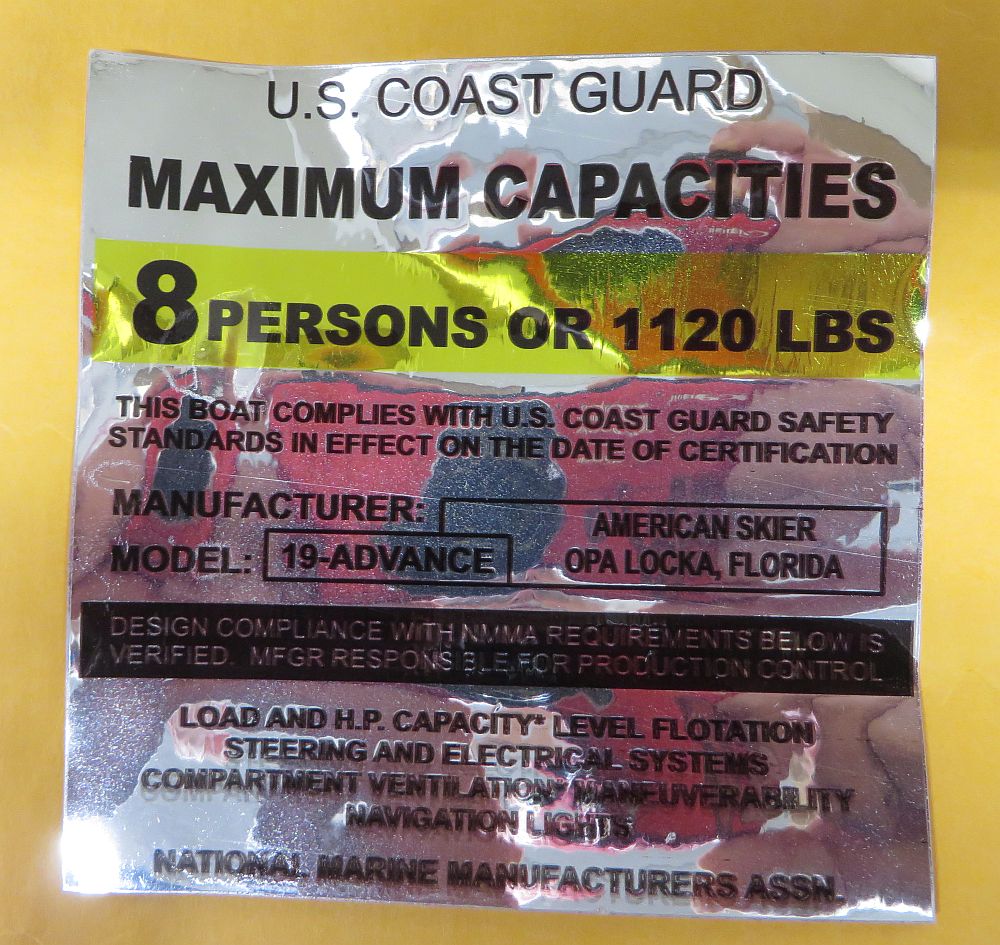 U.S. COAST GUARD
MAXIMUM CAPACITIES
8 PERSONS OR 1120 LBS
THIS BOAT COMPLIES WITH U.S. COAST GUARD SAFETY
STANDARDS IN EFFECT ON THE DATE OF CERTIFICATION
MANUFACTURER: AMERICAN SKIER
MODEL: 19-ADVANCE OPA LOCKA, FLORIDA
DESIGN COMPLIANCE WITH NMMA REQUIREMENTS BELOW IS
VERIFIED. MFGR RESPONSIBLE FOR PRODUCTION CONTROL
LOAD AND H.P. CAPACITY* LEVEL FLOTATION
STEERING AND ELECTRICAL SYSTEMS
COMPARTMENT VENTILATION* MANEUVERABILITY
NAVIGATION LIGHTS
NATIONAL MARINE MANUFACTURERS ASSN.